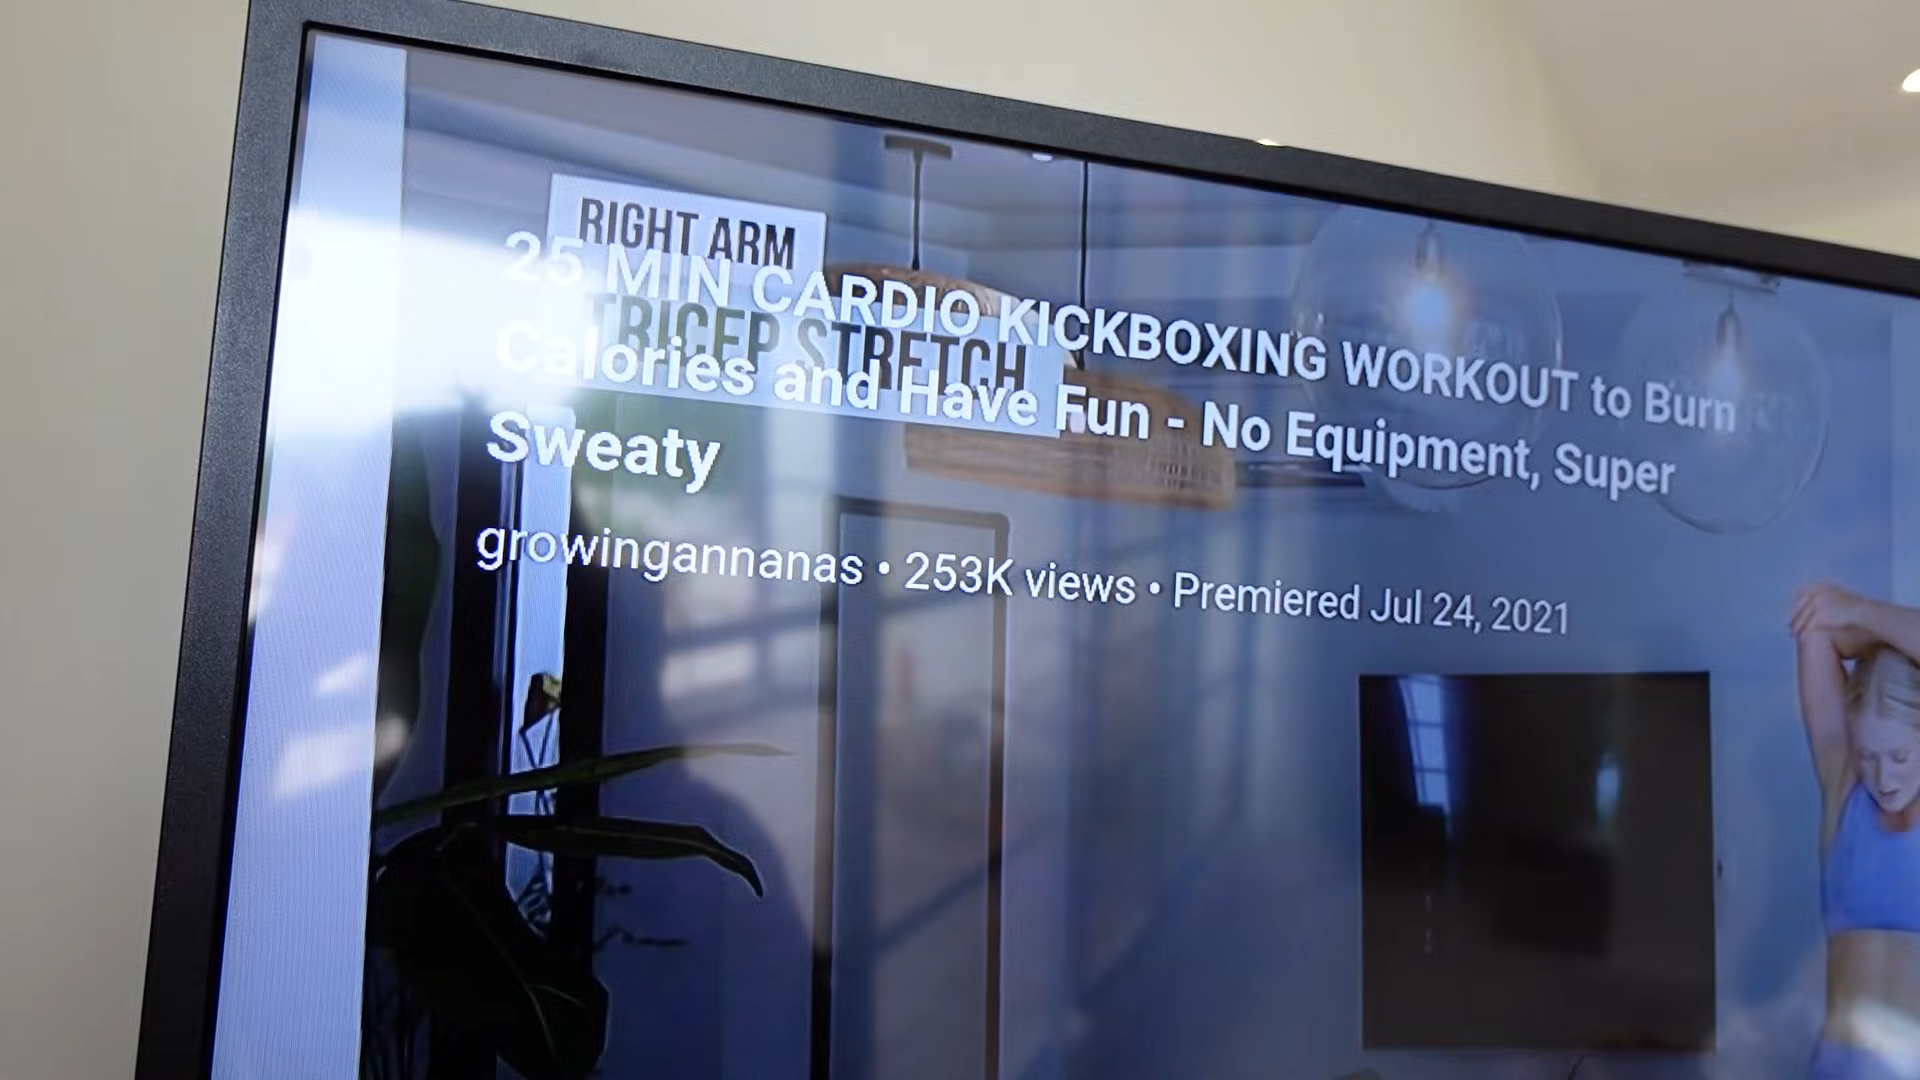 RIGHT ARM
25 MIN CARDIO KICKBOXING WORKOUT to Burn
TRICEP STRETCH
Calories and Have Fun - No Equipment, Super
Sweaty
growingannanas • 253K views • Premiered Jul 24, 2021